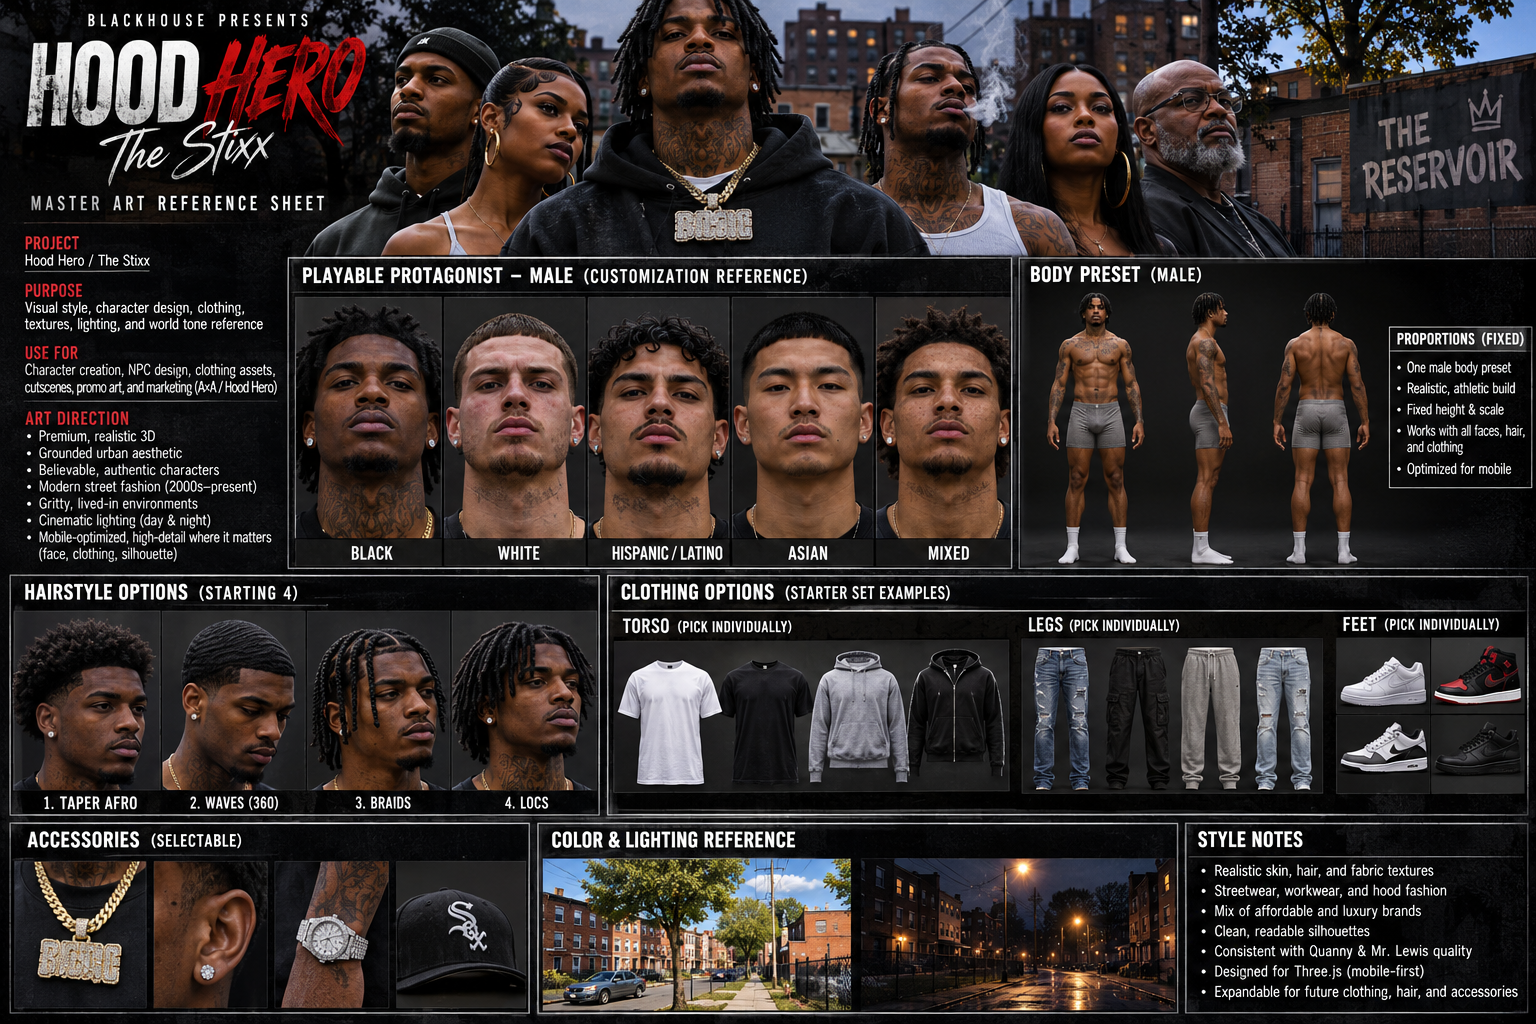 BLACKHOUSE PRESENTS
HOOD HERO
The Stixx
MASTER ART REFERENCE SHEET
THE
RESERVOIR
PROJECT
Hood Hero / The Stixx
PURPOSE
Visual style, character design, clothing,
textures, lighting, and world tone reference
USE FOR
Character creation, NPC design, clothing assets,
cutscenes, promo art, and marketing (AxA / Hood Hero)
ART DIRECTION
• Premium, realistic 3D
• Grounded urban aesthetic
• Believable, authentic characters
• Modern street fashion (2000s–present)
• Gritty, lived-in environments
• Cinematic lighting (day & night)
• Mobile-optimized, high-detail where it matters
(face, clothing, silhouette)
PLAYABLE PROTAGONIST – MALE (CUSTOMIZATION REFERENCE)
BLACK
WHITE
HISPANIC / LATINO
ASIAN
MIXED
BODY PRESET (MALE)
PROPORTIONS (FIXED)
• One male body preset
• Realistic, athletic build
• Fixed height & scale
• Works with all faces, hair,
and clothing
• Optimized for mobile
HAIRSTYLE OPTIONS (STARTING 4)
1. TAPER AFRO
2. WAVES (360)
3. BRAIDS
4. LOCS
CLOTHING OPTIONS (STARTER SET EXAMPLES)
TORSO (PICK INDIVIDUALLY)
LEGS (PICK INDIVIDUALLY)
FEET (PICK INDIVIDUALLY)
ACCESSORIES (SELECTABLE)
Sox
COLOR & LIGHTING REFERENCE
STYLE NOTES
• Realistic skin, hair, and fabric textures
• Streetwear, workwear, and hood fashion
• Mix of affordable and luxury brands
• Clean, readable silhouettes
• Consistent with Quanny & Mr. Lewis quality
• Designed for Three.js (mobile-first)
• Expandable for future clothing, hair, and accessories